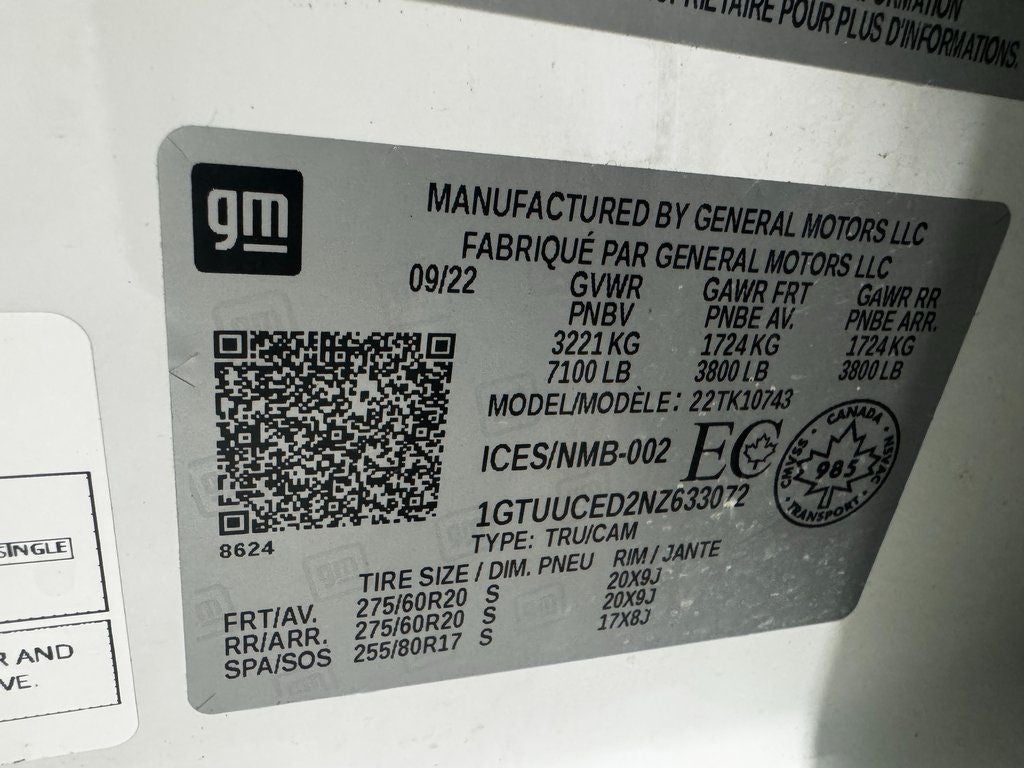 PRIÉTAIRE POUR PLUS D'INFORMATIONS.
gm
MANUFACTURED BY GENERAL MOTORS LLC
FABRIQUÉ PAR GENERAL MOTORS LLC
09/22 GVWR GAWR FRT GAWR RR
PNBV PNBE AV. PNBE ARR.
3221 KG 1724 KG 1724 KG
7100 LB 3800 LB 3800 LB
MODEL/MODÈLE: 22TK10743
ICES/NMB-002 EC
CANADA · NSVAC · TRANSPORT · CMVSS
985
1GTUUCED2NZ633072
8624
TYPE: TRU/CAM
TIRE SIZE / DIM. PNEU RIM / JANTE
FRT/AV. 275/60R20 S 20X9J
RR/ARR. 275/60R20 S 20X9J
SPA/SOS 255/80R17 S 17X8J
SINGLE
R AND
VE.